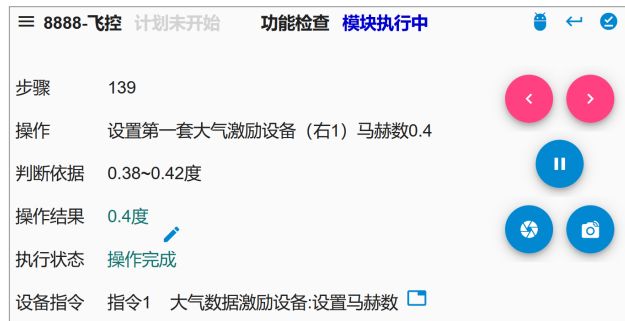 8888-飞控 计划未开始 功能检查 模块执行中
步骤 139
操作 设置第一套大气激励设备（右1）马赫数0.4
判断依据 0.38~0.42度
操作结果 0.4度
执行状态 操作完成
设备指令 指令1 大气数据激励设备:设置马赫数